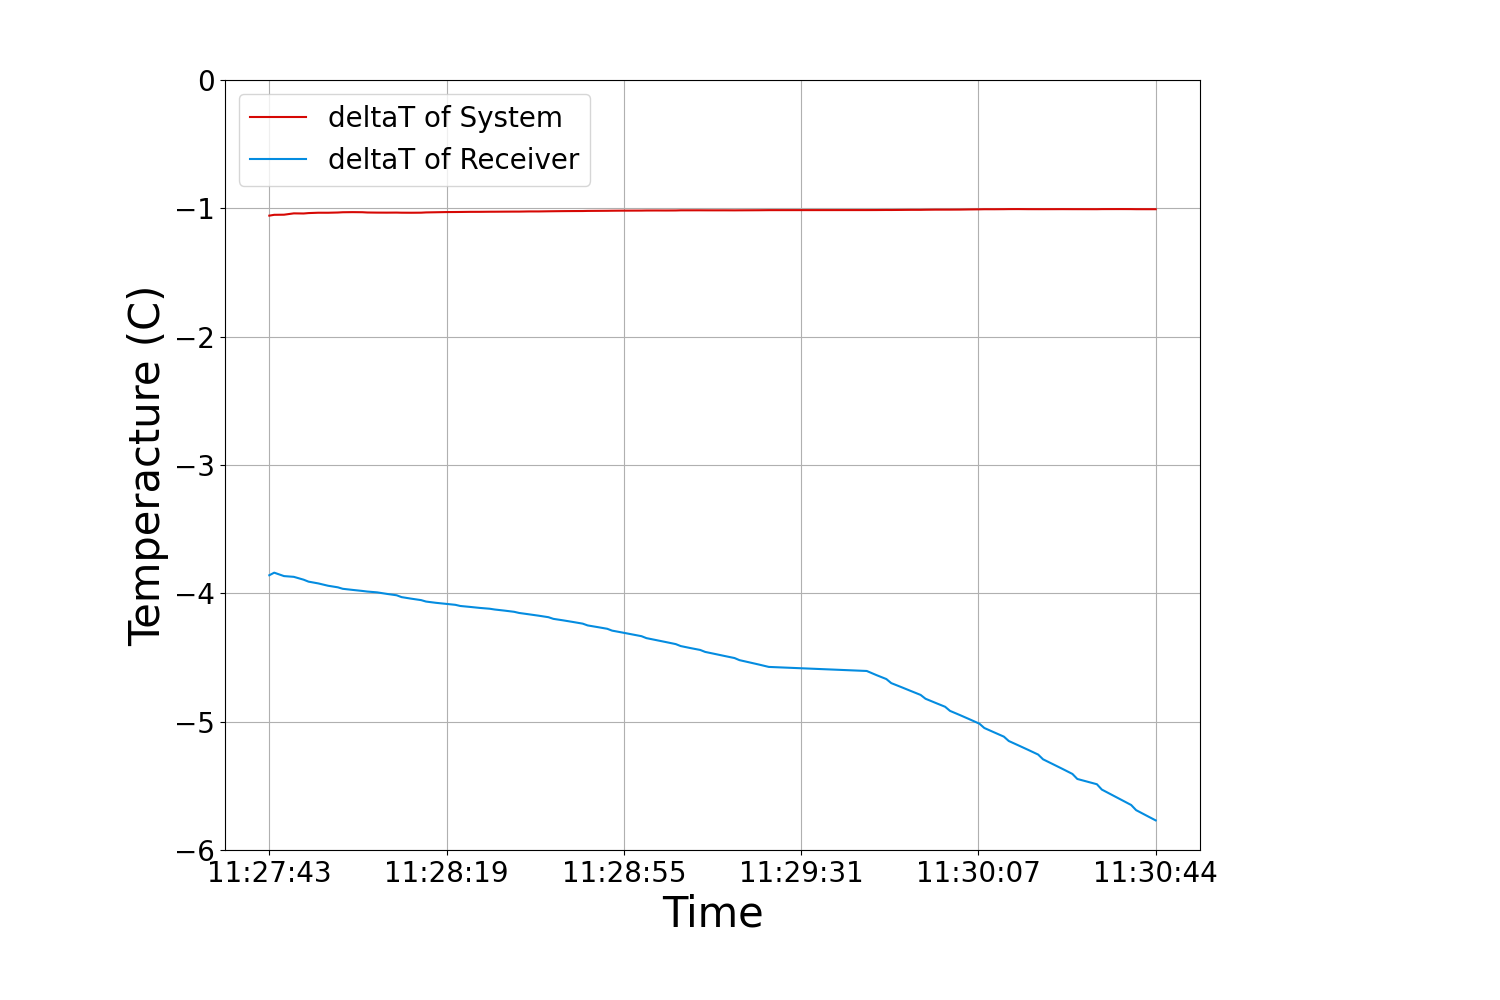 0
deltaT of System
deltaT of Receiver
−1
−2
−3
−4
−5
−6
Temperacture (C)
11:27:43 11:28:19 11:28:55 11:29:31 11:30:07 11:30:44
Time